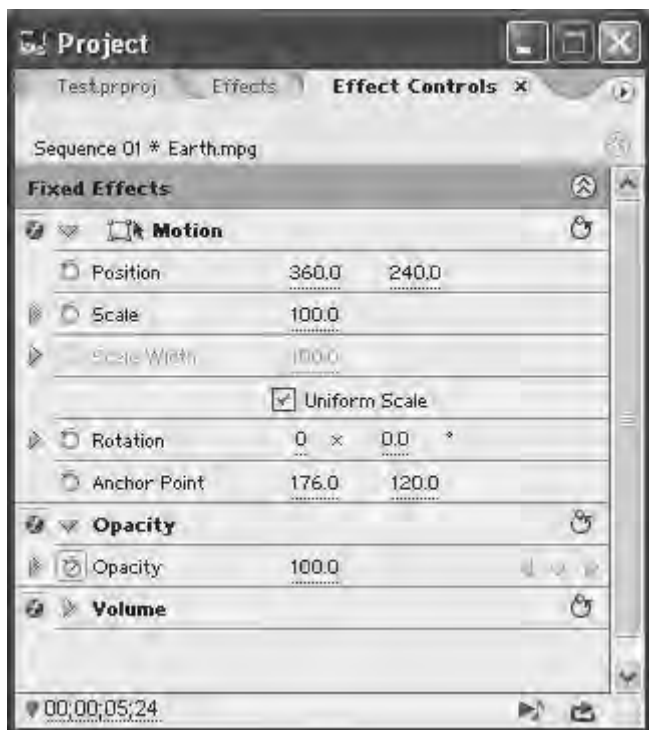 Project
Test.prproj Effects Effect Controls ×
Sequence 01 * Earth.mpg
Fixed Effects
Motion
Position 360.0 240.0
Scale 100.0
Scale Width 100.0
Uniform Scale
Rotation 0 × 0.0 °
Anchor Point 176.0 120.0
Opacity
Opacity 100.0
Volume
00;00;05;24